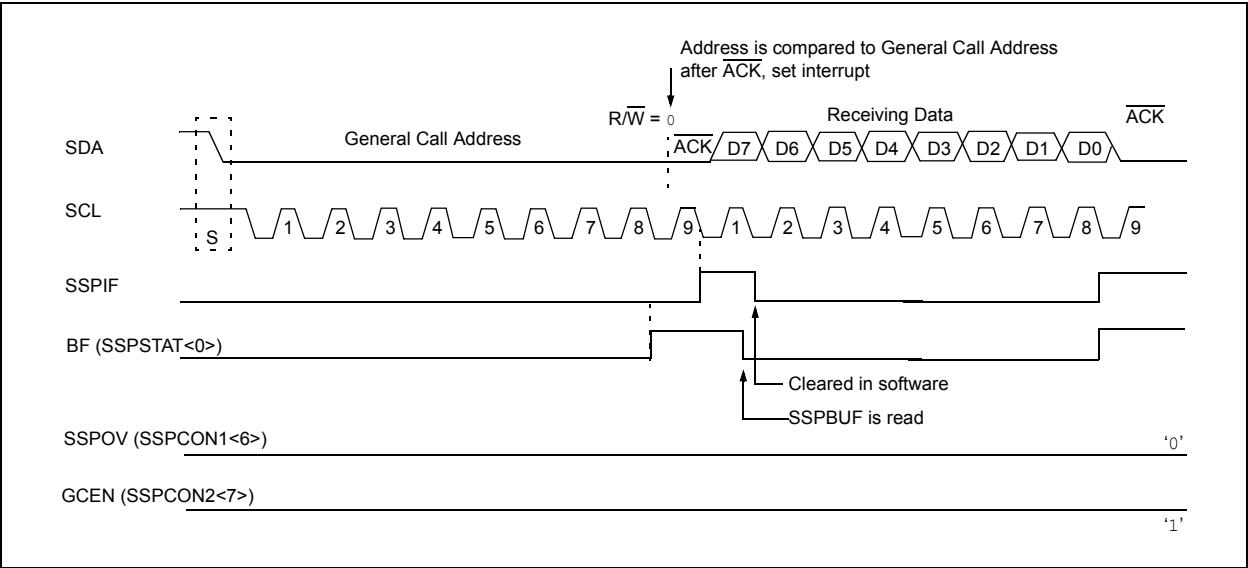 Address is compared to General Call Address
after ACK, set interrupt
R/W = 0
Receiving Data
ACK
SDA
General Call Address
ACK D7 D6 D5 D4 D3 D2 D1 D0
SCL
S
1 2 3 4 5 6 7 8 9 1 2 3 4 5 6 7 8 9
SSPIF
BF (SSPSTAT<0>)
Cleared in software
SSPBUF is read
SSPOV (SSPCON1<6>)
‘0’
GCEN (SSPCON2<7>)
‘1’